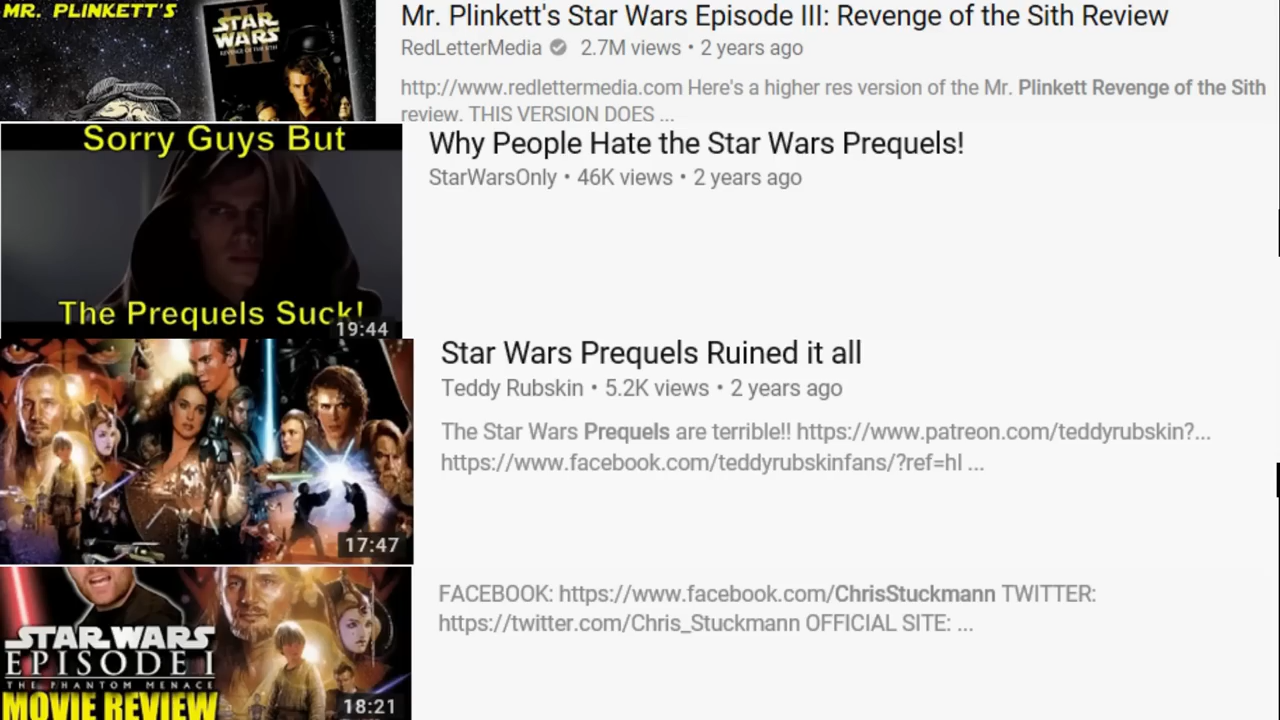 MR. PLINKETT'S
III
STAR WARS
REVENGE OF THE SITH
Mr. Plinkett's Star Wars Episode III: Revenge of the Sith Review
RedLetterMedia 2.7M views • 2 years ago
http://www.redlettermedia.com Here's a higher res version of the Mr. Plinkett Revenge of the Sith
review. THIS VERSION DOES ...
Sorry Guys But
The Prequels Suck!
19:44
Why People Hate the Star Wars Prequels!
StarWarsOnly • 46K views • 2 years ago
17:47
Star Wars Prequels Ruined it all
Teddy Rubskin • 5.2K views • 2 years ago
The Star Wars Prequels are terrible!! https://www.patreon.com/teddyrubskin?...
https://www.facebook.com/teddyrubskinfans/?ref=hl ...
STAR WARS
EPISODE I
THE PHANTOM MENACE
MOVIE REVIEW
18:21
FACEBOOK: https://www.facebook.com/ChrisStuckmann TWITTER:
https://twitter.com/Chris_Stuckmann OFFICIAL SITE: ...